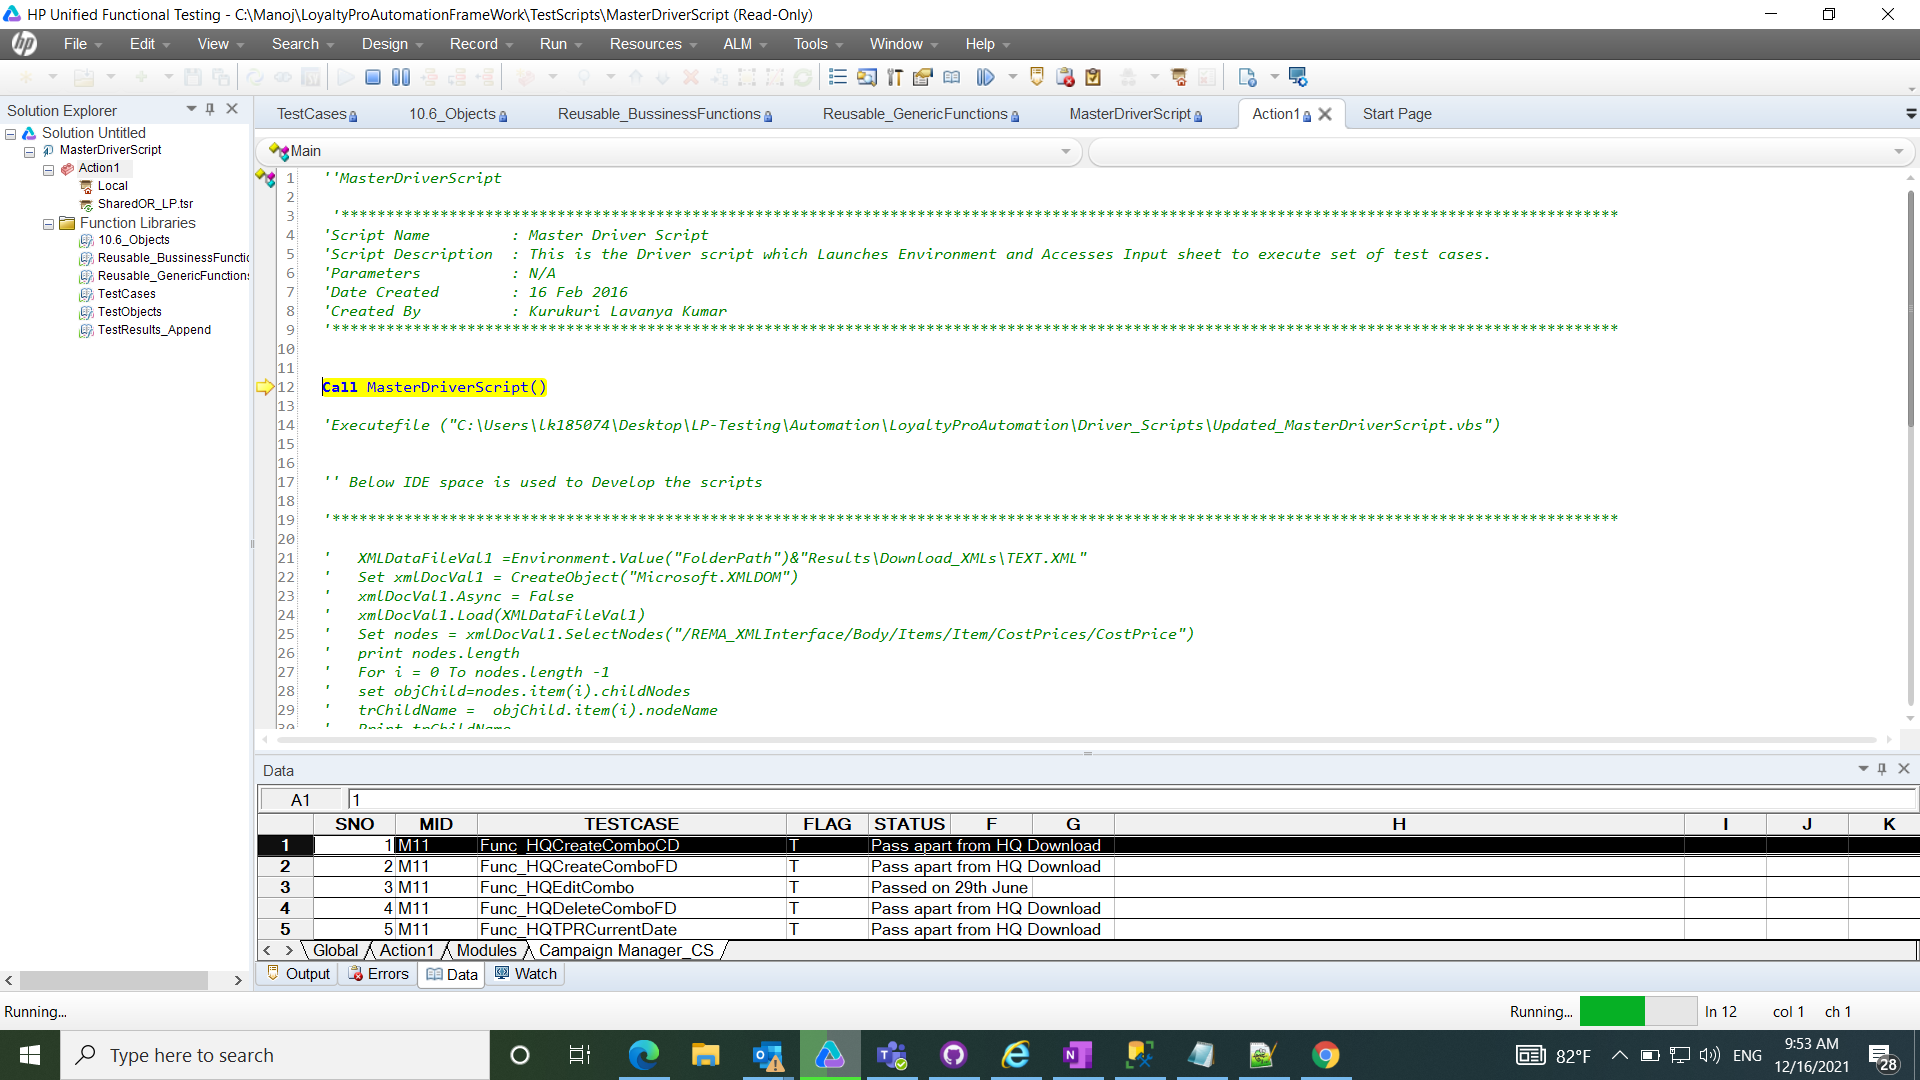 HP Unified Functional Testing - C:\Manoj\LoyaltyProAutomationFrameWork\TestScripts\MasterDriverScript (Read-Only)
hp File Edit View Search Design Record Run Resources ALM Tools Window Help
Solution Explorer
Solution Untitled
MasterDriverScript
Action1
Local
SharedOR_LP.tsr
Function Libraries
10.6_Objects
Reusable_BussinessFunctic
Reusable_GenericFunctions
TestCases
TestObjects
TestResults_Append
TestCases 10.6_Objects Reusable_BussinessFunctions Reusable_GenericFunctions MasterDriverScript Action1 Start Page
Main
1 ''MasterDriverScript
2
3 '***********************************************************************************************************************************************
4 'Script Name : Master Driver Script
5 'Script Description : This is the Driver script which Launches Environment and Accesses Input sheet to execute set of test cases.
6 'Parameters : N/A
7 'Date Created : 16 Feb 2016
8 'Created By : Kurukuri Lavanya Kumar
9 '***********************************************************************************************************************************************
10
11
12 Call MasterDriverScript()
13
14 'Executefile ("C:\Users\lk185074\Desktop\LP-Testing\Automation\LoyaltyProAutomation\Driver_Scripts\Updated_MasterDriverScript.vbs")
15
16
17 '' Below IDE space is used to Develop the scripts
18
19 '***********************************************************************************************************************************************
20
21 ' XMLDataFileVal1 =Environment.Value("FolderPath")&"Results\Download_XMLs\TEXT.XML"
22 ' Set xmlDocVal1 = CreateObject("Microsoft.XMLDOM")
23 ' xmlDocVal1.Async = False
24 ' xmlDocVal1.Load(XMLDataFileVal1)
25 ' Set nodes = xmlDocVal1.SelectNodes("/REMA_XMLInterface/Body/Items/Item/CostPrices/CostPrice")
26 ' print nodes.length
27 ' For i = 0 To nodes.length -1
28 ' set objChild=nodes.item(i).childNodes
29 ' trChildName = objChild.item(i).nodeName
30 ' Print trChildName
Data
A1 1
SNO MID TESTCASE FLAG STATUS F G H I J K
1 1 M11 Func_HQCreateComboCD T Pass apart from HQ Download
2 2 M11 Func_HQCreateComboFD T Pass apart from HQ Download
3 3 M11 Func_HQEditCombo T Passed on 29th June
4 4 M11 Func_HQDeleteComboFD T Pass apart from HQ Download
5 5 M11 Func_HQTPRCurrentDate T Pass apart from HQ Download
Global Action1 Modules Campaign Manager_CS
Output Errors Data Watch
Running... Running... ln 12 col 1 ch 1
Type here to search
82°F ENG 9:53 AM
12/16/2021
28